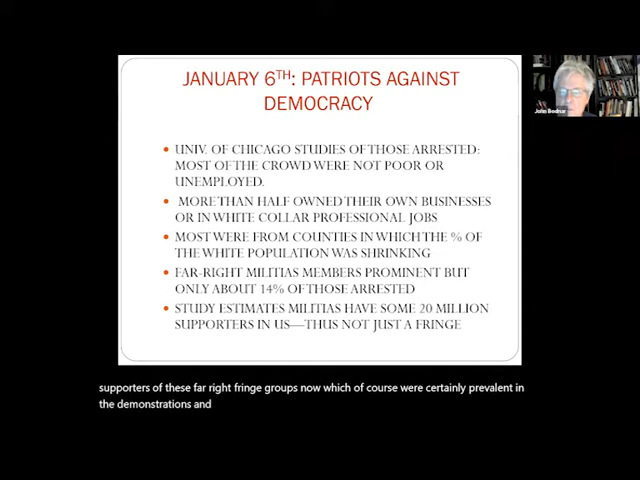 JANUARY 6TH: PATRIOTS AGAINST
DEMOCRACY
John Bodnar
• UNIV. OF CHICAGO STUDIES OF THOSE ARRESTED:
MOST OF THE CROWD WERE NOT POOR OR
UNEMPLOYED.
• MORE THAN HALF OWNED THEIR OWN BUSINESSES
OR IN WHITE COLLAR PROFESSIONAL JOBS
• MOST WERE FROM COUNTIES IN WHICH THE % OF
THE WHITE POPULATION WAS SHRINKING
• FAR-RIGHT MILITIAS MEMBERS PROMINENT BUT
ONLY ABOUT 14% OF THOSE ARRESTED
• STUDY ESTIMATES MILITIAS HAVE SOME 20 MILLION
SUPPORTERS IN US—THUS NOT JUST A FRINGE
supporters of these far right fringe groups now which of course were certainly prevalent in
the demonstrations and